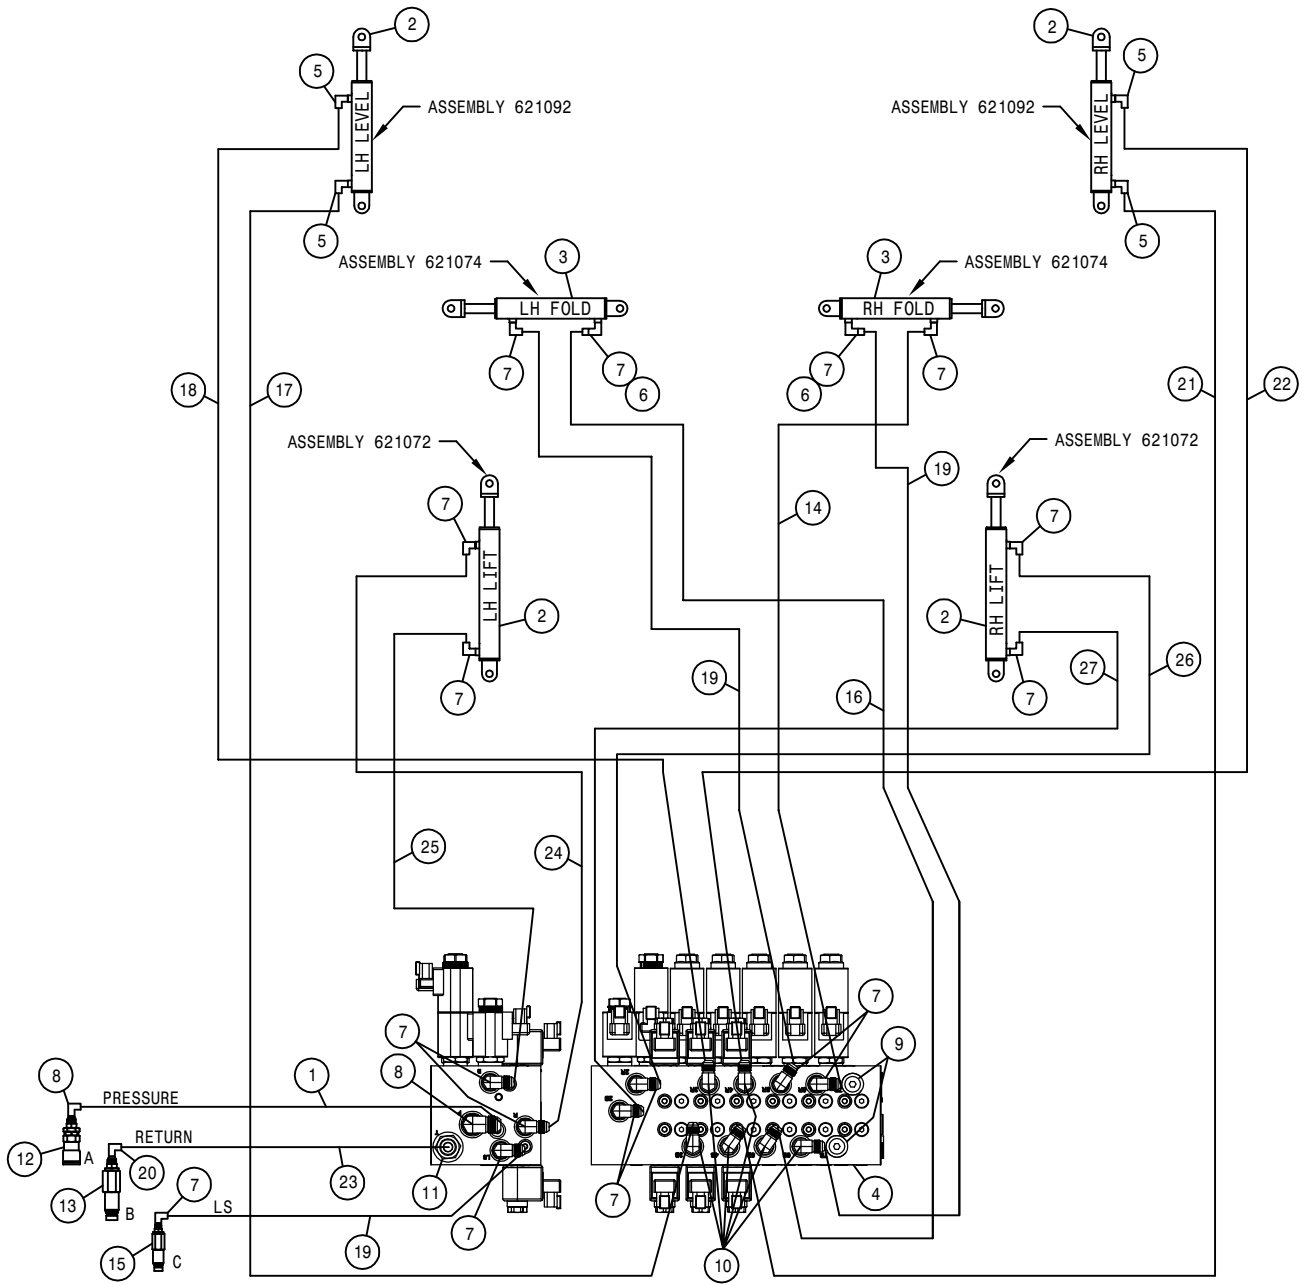 2
2
5
5
ASSEMBLY 621092
ASSEMBLY 621092
LH LEVEL
RH LEVEL
5
5
ASSEMBLY 621074
3
3
ASSEMBLY 621074
LH FOLD
RH FOLD
7
7
6
7
6
7
18
17
21
22
ASSEMBLY 621072
ASSEMBLY 621072
19
7
14
7
LH LIFT
RH LIFT
2
2
7
19
16
7
27
26
25
24
7
7
9
8
1
8
PRESSURE
12
A
RETURN
20
13
B
23
11
7
LS
7
7
4
19
15
C
10